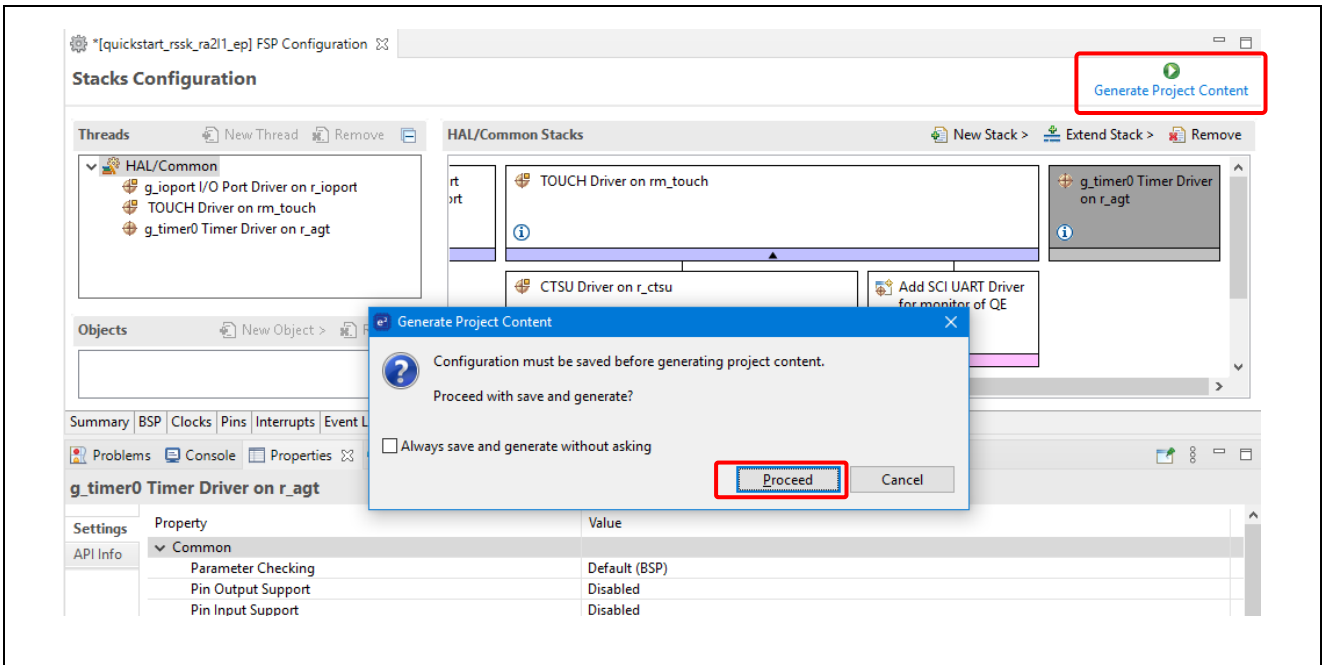 *[quickstart_rssk_ra2l1_ep] FSP Configuration
Stacks Configuration
Generate Project Content
Threads
New Thread
Remove
HAL/Common Stacks
New Stack >
Extend Stack >
Remove
HAL/Common
g_ioport I/O Port Driver on r_ioport
TOUCH Driver on rm_touch
g_timer0 Timer Driver on r_agt
TOUCH Driver on rm_touch
g_timer0 Timer Driver
on r_agt
CTSU Driver on r_ctsu
Add SCI UART Driver
for monitor of QE
Objects
New Object >
Generate Project Content
Configuration must be saved before generating project content.
Proceed with save and generate?
Always save and generate without asking
Proceed
Cancel
Summary
BSP
Clocks
Pins
Interrupts
Event L
Problems
Console
Properties
g_timer0 Timer Driver on r_agt
Settings
API Info
Property
Value
Common
Parameter Checking
Default (BSP)
Pin Output Support
Disabled
Pin Input Support
Disabled